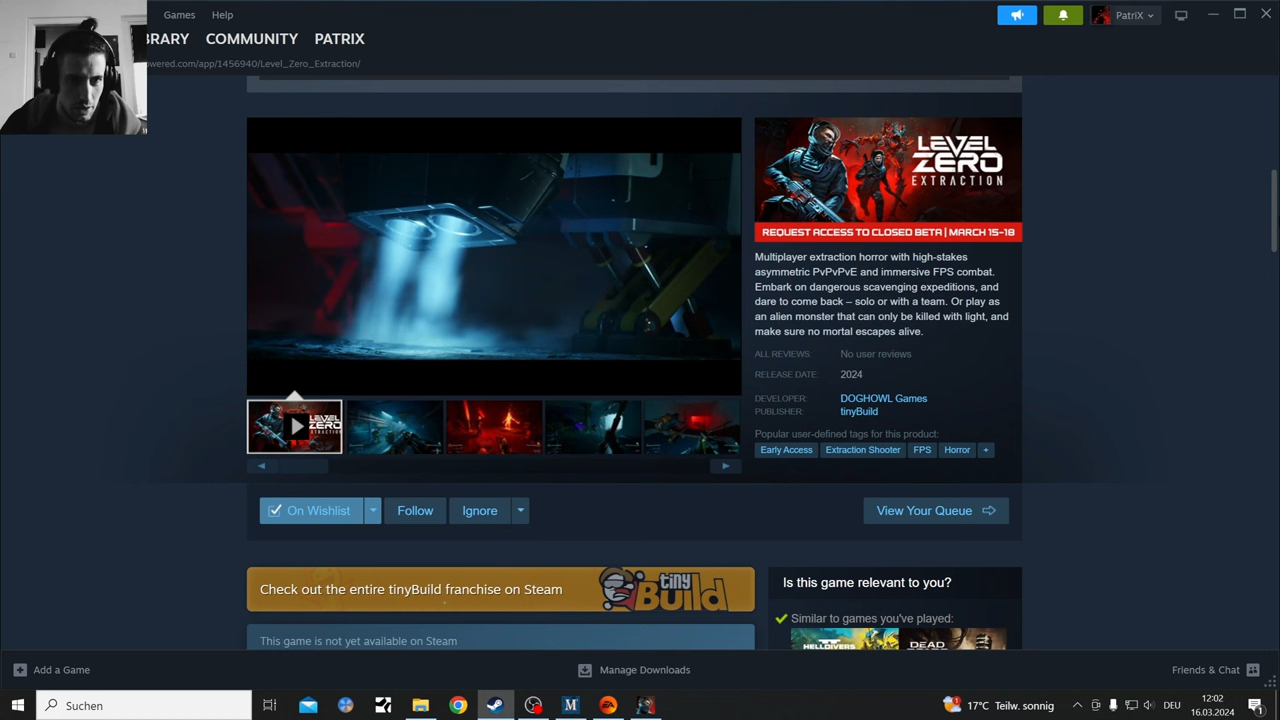 Games Help
PatriX
BRARY COMMUNITY PATRIX
owered.com/app/1456940/Level_Zero_Extraction/
LEVEL
ZERO
EXTRACTION
REQUEST ACCESS TO CLOSED BETA | MARCH 15-18
Multiplayer extraction horror with high-stakes
asymmetric PvPvPvE and immersive FPS combat.
Embark on dangerous scavenging expeditions, and
dare to come back – solo or with a team. Or play as
an alien monster that can only be killed with light, and
make sure no mortal escapes alive.
ALL REVIEWS: No user reviews
RELEASE DATE: 2024
DEVELOPER: DOGHOWL Games
PUBLISHER: tinyBuild
Popular user-defined tags for this product:
Early Access Extraction Shooter FPS Horror +
LEVEL
ZERO
On Wishlist Follow Ignore View Your Queue
Check out the entire tinyBuild franchise on Steam
tiny
Build
Is this game relevant to you?
Similar to games you've played:
HELLDIVERS DEAD
This game is not yet available on Steam
Add a Game Manage Downloads Friends & Chat
Suchen
17°C Teilw. sonnig DEU
12:02
16.03.2024